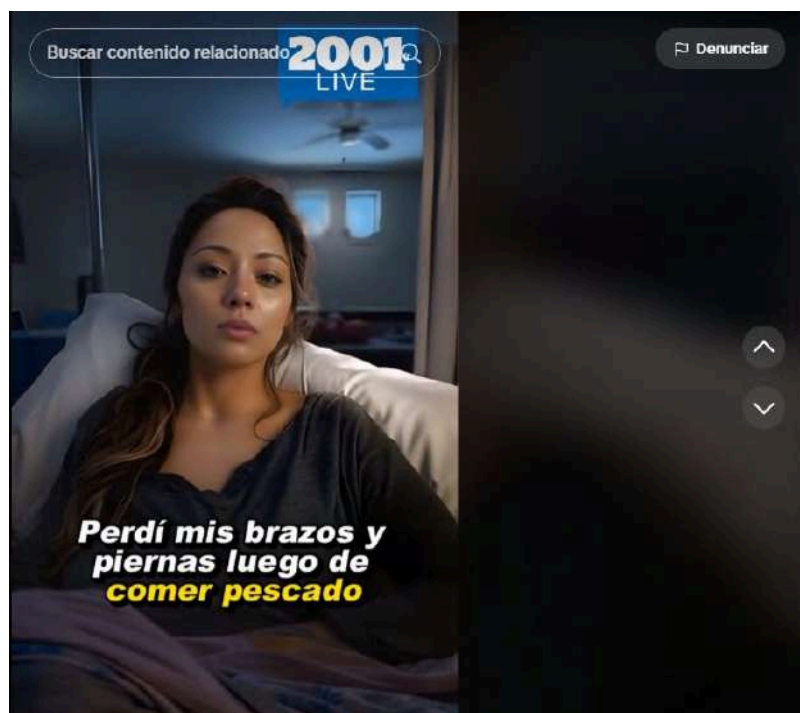 Buscar contenido relacionado
2001
LIVE
Denunciar
Perdí mis brazos y
piernas luego de
comer pescado